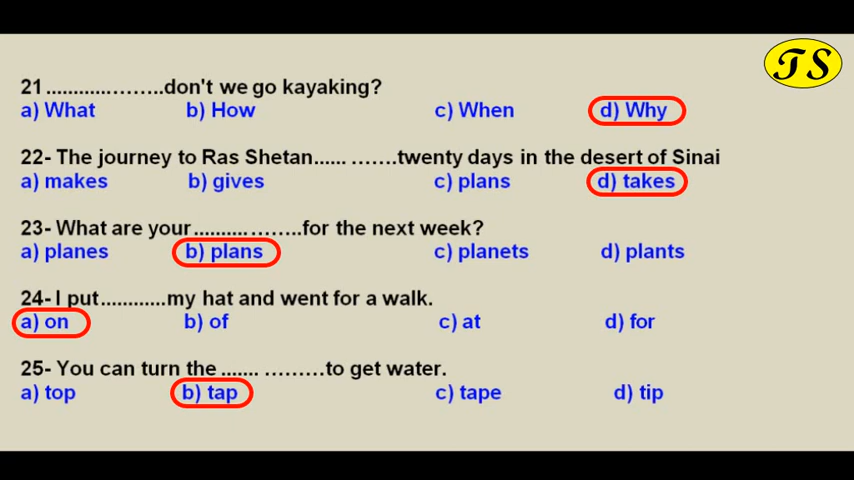 TS
21............……..don't we go kayaking?
a) What b) How c) When d) Why
22- The journey to Ras Shetan...... …….twenty days in the desert of Sinai
a) makes b) gives c) plans d) takes
23- What are your.......... ……..for the next week?
a) planes b) plans c) planets d) plants
24- I put............my hat and went for a walk.
a) on b) of c) at d) for
25- You can turn the ....... ………to get water.
a) top b) tap c) tape d) tip